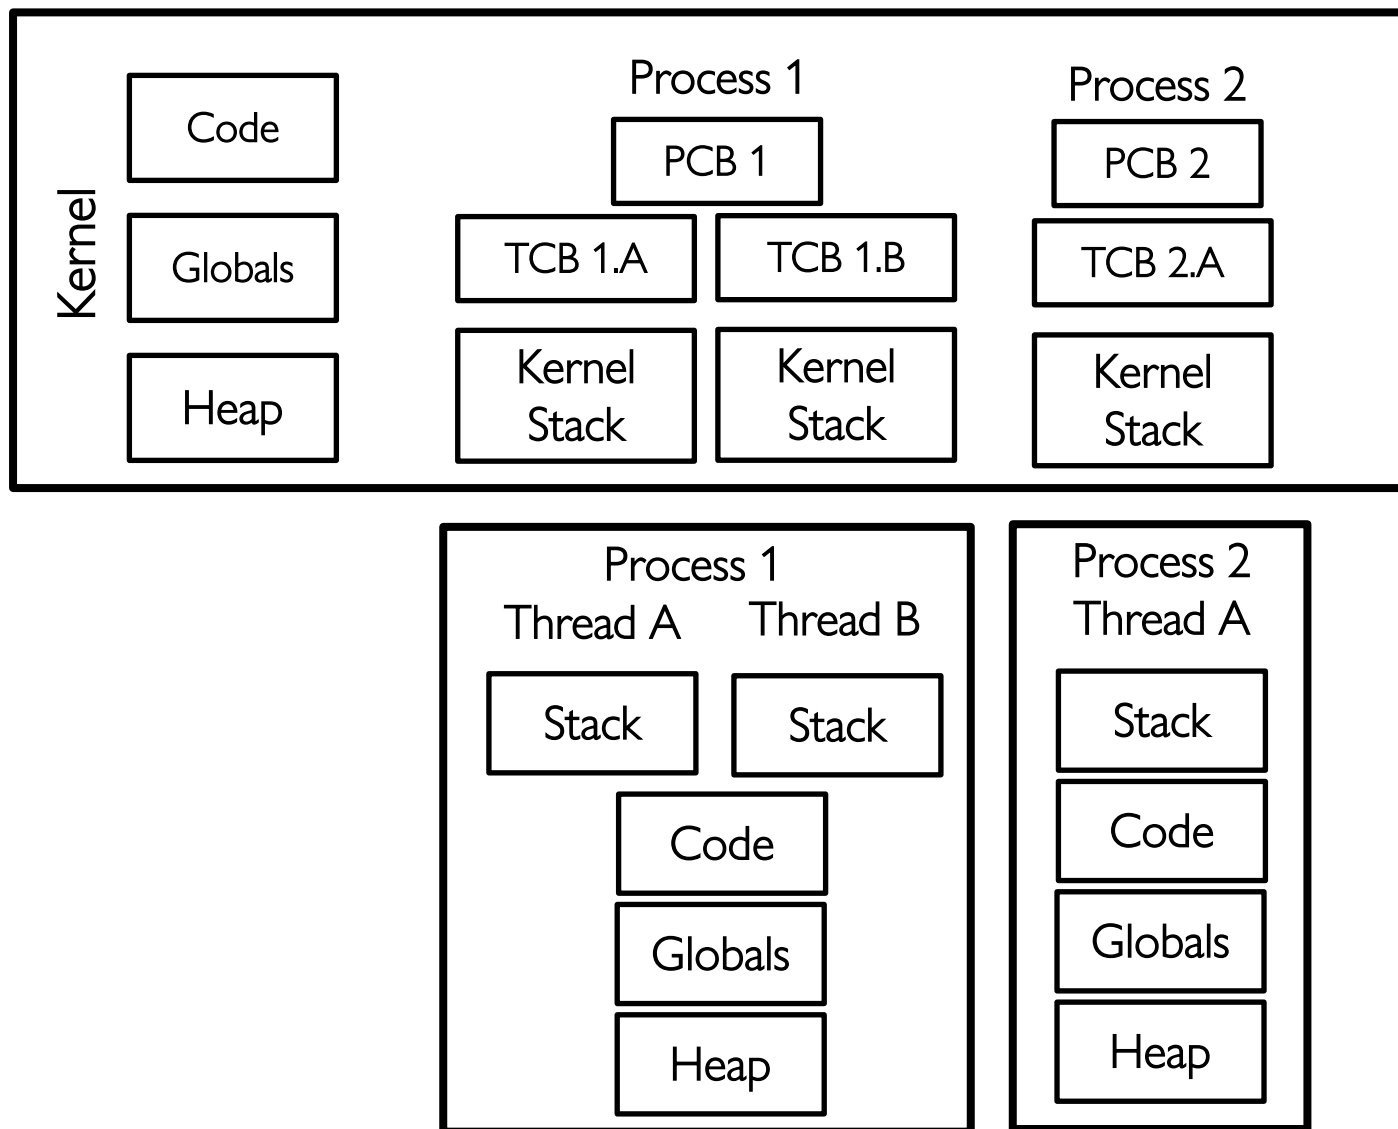 Kernel
Code
Globals
Heap
Process 1
PCB 1
TCB 1.A
TCB 1.B
Kernel
Stack
Kernel
Stack
Process 2
PCB 2
TCB 2.A
Kernel
Stack
Process 1
Thread A
Thread B
Stack
Stack
Code
Globals
Heap
Process 2
Thread A
Stack
Code
Globals
Heap